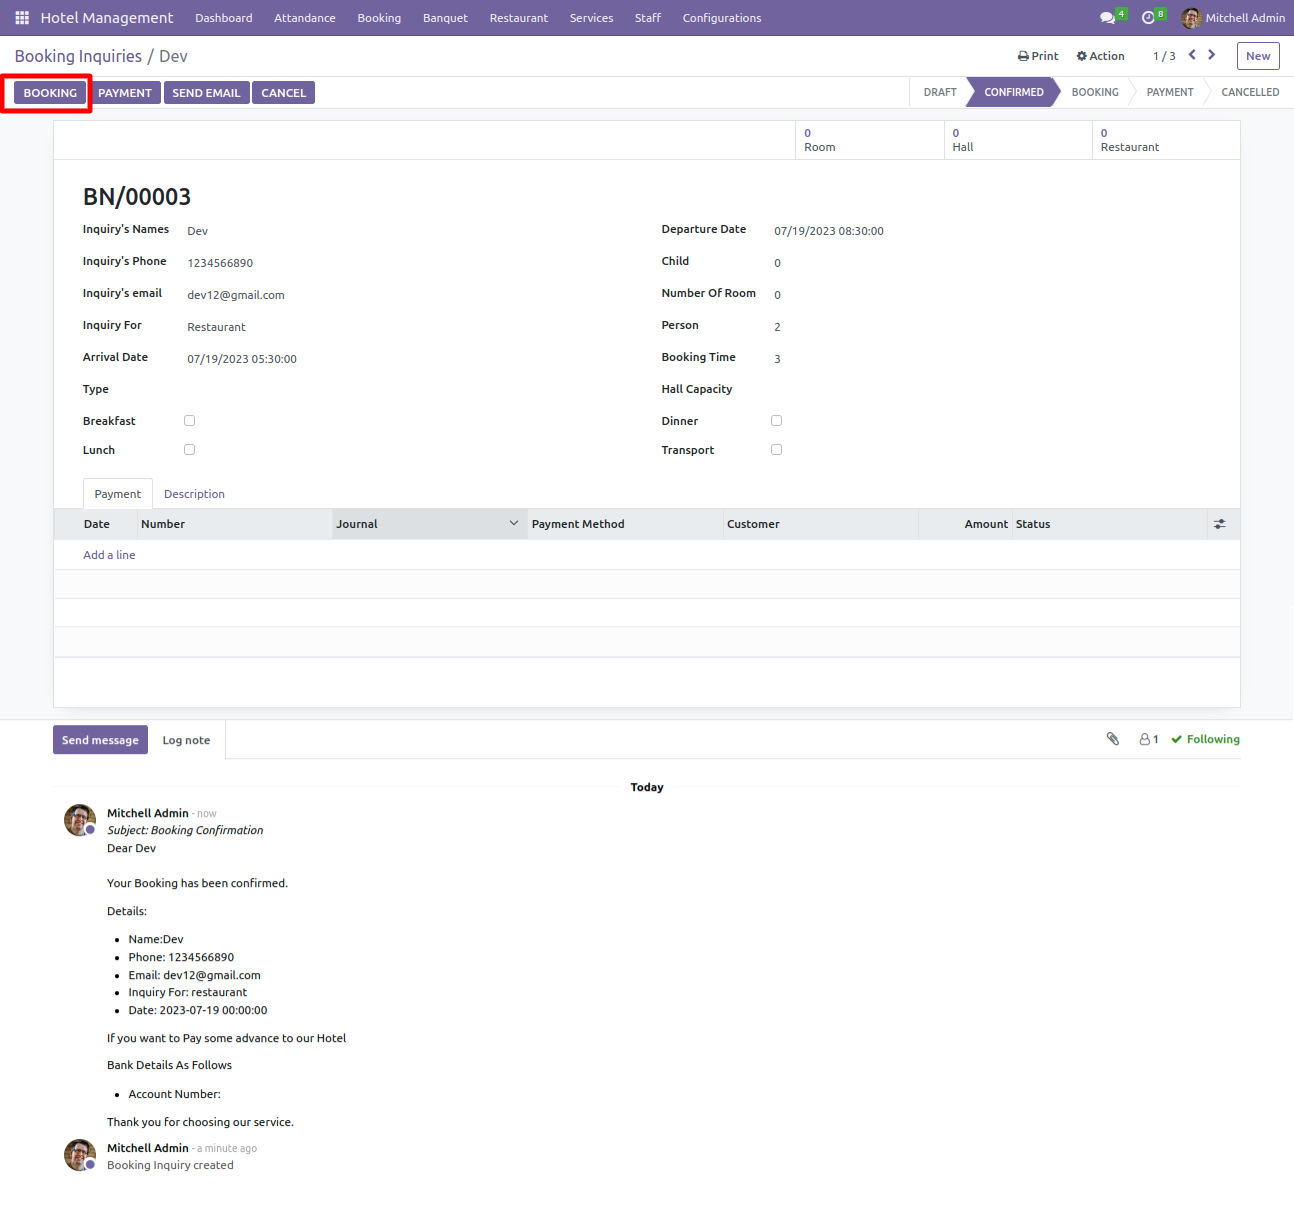 Hotel Management Dashboard Attandance Booking Banquet Restaurant Services Staff Configurations 4 8 Mitchell Admin
Booking Inquiries / Dev Print Action 1 / 3 New
BOOKING PAYMENT SEND EMAIL CANCEL DRAFT CONFIRMED BOOKING PAYMENT CANCELLED
0 0 0
Room Hall Restaurant
BN/00003
Inquiry's Names Dev Departure Date 07/19/2023 08:30:00
Inquiry's Phone 1234566890 Child 0
Inquiry's email dev12@gmail.com Number Of Room 0
Inquiry For Restaurant Person 2
Arrival Date 07/19/2023 05:30:00 Booking Time 3
Type Hall Capacity
Breakfast Dinner
Lunch Transport
Payment Description
Date Number Journal Payment Method Customer Amount Status
Add a line
Send message Log note 1 Following
Today
Mitchell Admin - now
Subject: Booking Confirmation
Dear Dev
Your Booking has been confirmed.
Details:
• Name:Dev
• Phone: 1234566890
• Email: dev12@gmail.com
• Inquiry For: restaurant
• Date: 2023-07-19 00:00:00
If you want to Pay some advance to our Hotel
Bank Details As Follows
• Account Number:
Thank you for choosing our service.
Mitchell Admin - a minute ago
Booking Inquiry created